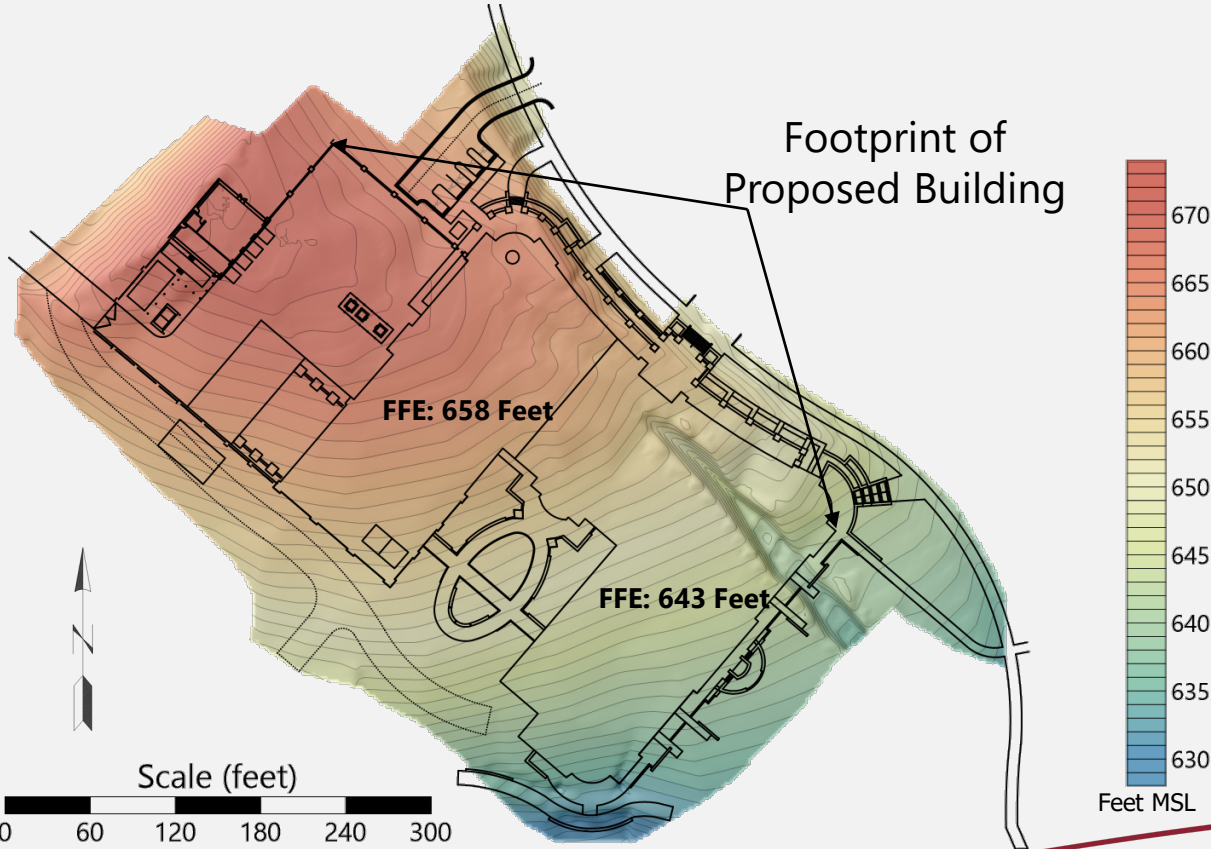 Footprint of
Proposed Building
670
665
660
655
650
645
640
635
630
Feet MSL
FFE: 658 Feet
FFE: 643 Feet
N
Scale (feet)
0 60 120 180 240 300